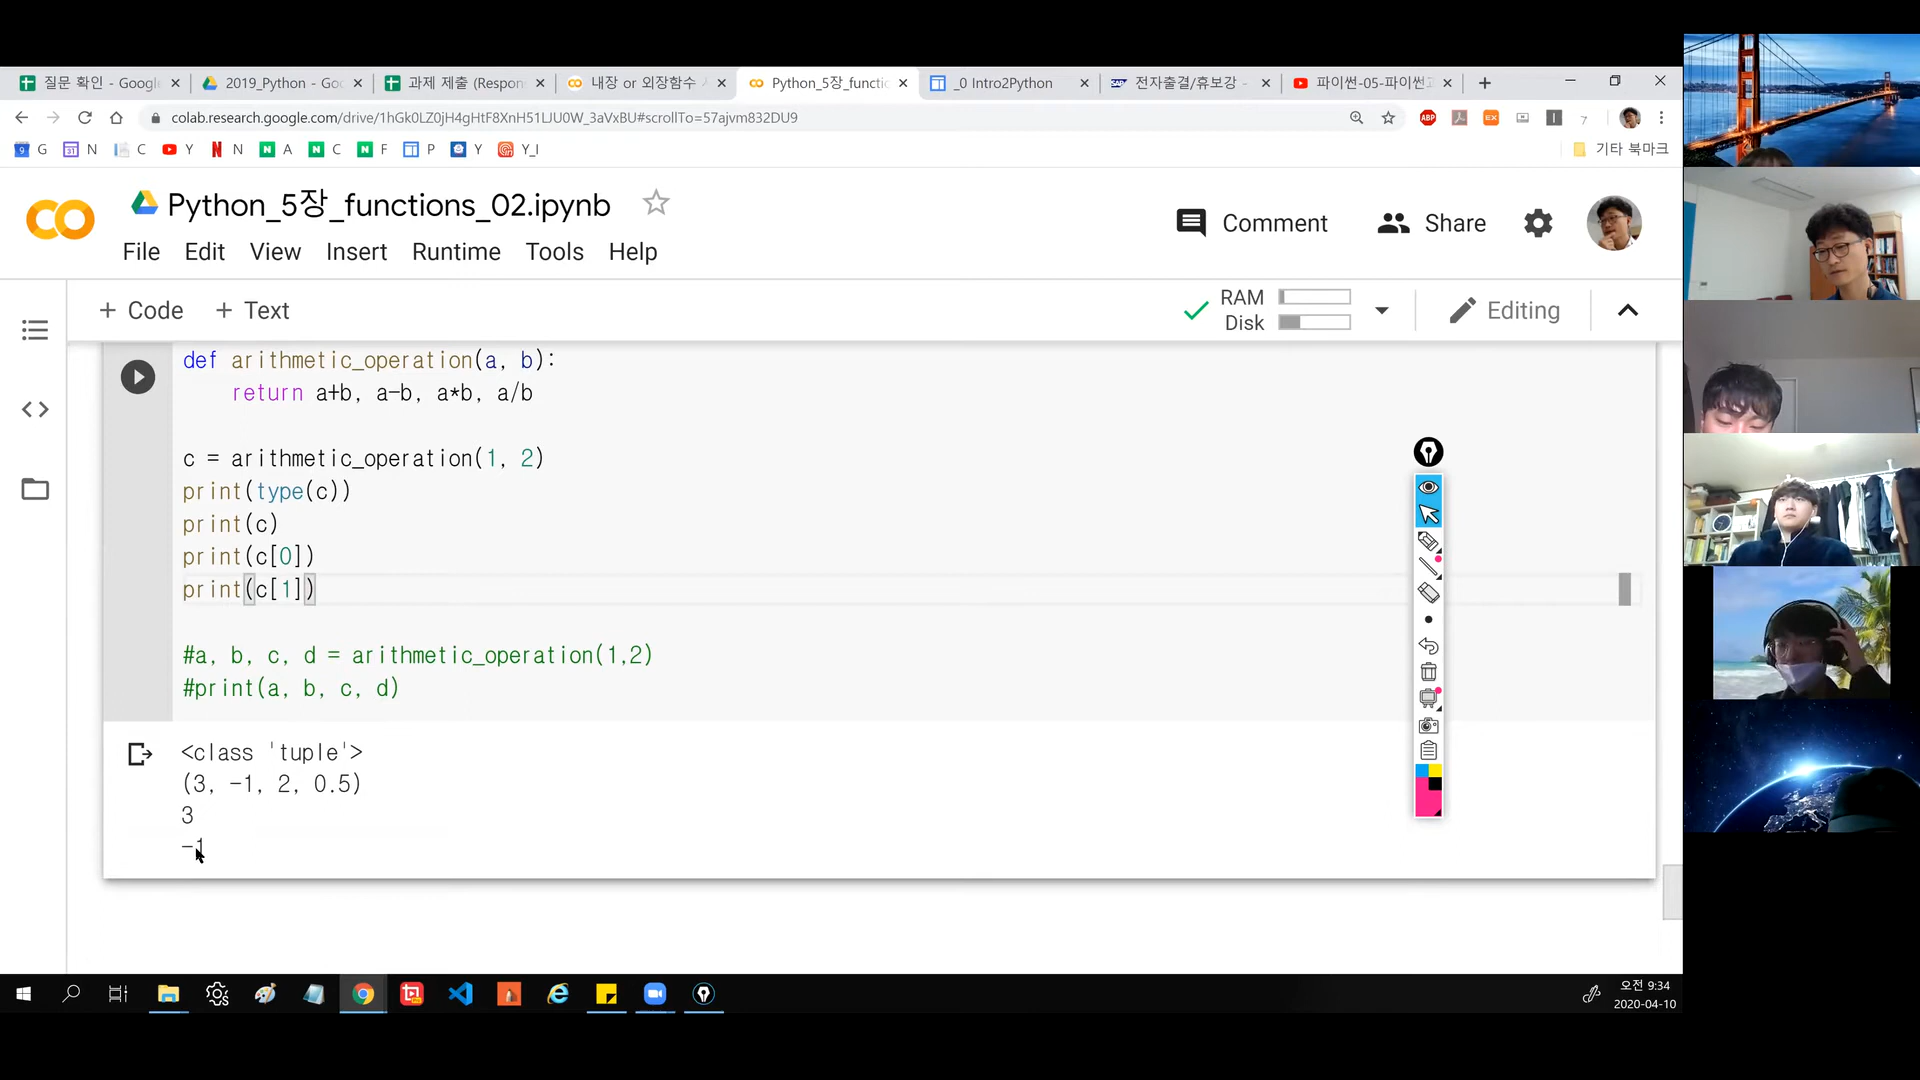 질문 확인 - Google
2019_Python - Goo
과제 제출 (Respon
내장 or 외장함수
Python_5장_functi
_0 Intro2Python
전자출결/휴보강 -
파이썬-05-파이썬
colab.research.google.com/drive/1hGk0LZ0jH4gHtF8XnH51LJU0W_3aVxBU#scrollTo=57ajvm832DU9
G N C Y N A C F P Y Y_I 기타 북마크
Python_5장_functions_02.ipynb
Comment Share
File Edit View Insert Runtime Tools Help
+ Code + Text
RAM
Disk
Editing
def arithmetic_operation(a, b):
    return a+b, a-b, a*b, a/b
c = arithmetic_operation(1, 2)
print(type(c))
print(c)
print(c[0])
print(c[1])
#a, b, c, d = arithmetic_operation(1,2)
#print(a, b, c, d)
<class 'tuple'>
(3, -1, 2, 0.5)
3
-1
오전 9:34
2020-04-10